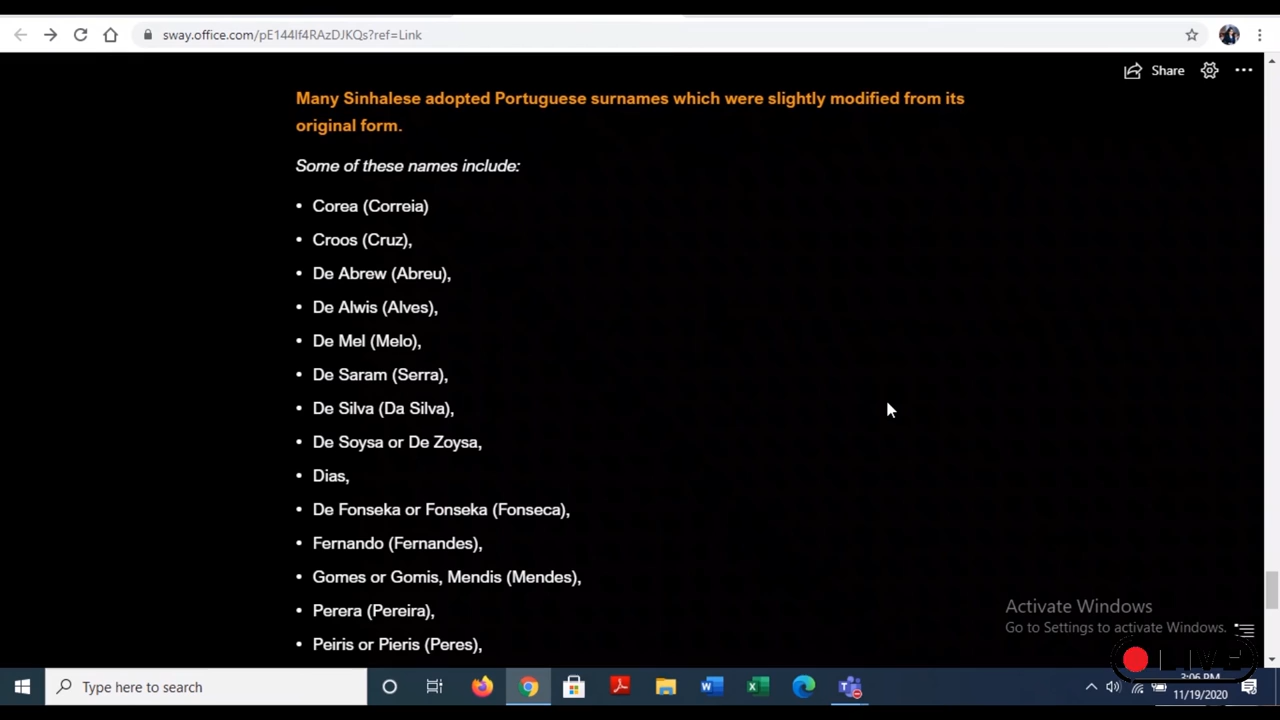 sway.office.com/pE144lf4RAzDJKQs?ref=Link
Share
Many Sinhalese adopted Portuguese surnames which were slightly modified from its
original form.
Some of these names include:
• Corea (Correia)
• Croos (Cruz),
• De Abrew (Abreu),
• De Alwis (Alves),
• De Mel (Melo),
• De Saram (Serra),
• De Silva (Da Silva),
• De Soysa or De Zoysa,
• Dias,
• De Fonseka or Fonseka (Fonseca),
• Fernando (Fernandes),
• Gomes or Gomis, Mendis (Mendes),
• Perera (Pereira),
• Peiris or Pieris (Peres),
Activate Windows
Go to Settings to activate Windows.
LIVE
Type here to search
3:06 PM
11/19/2020